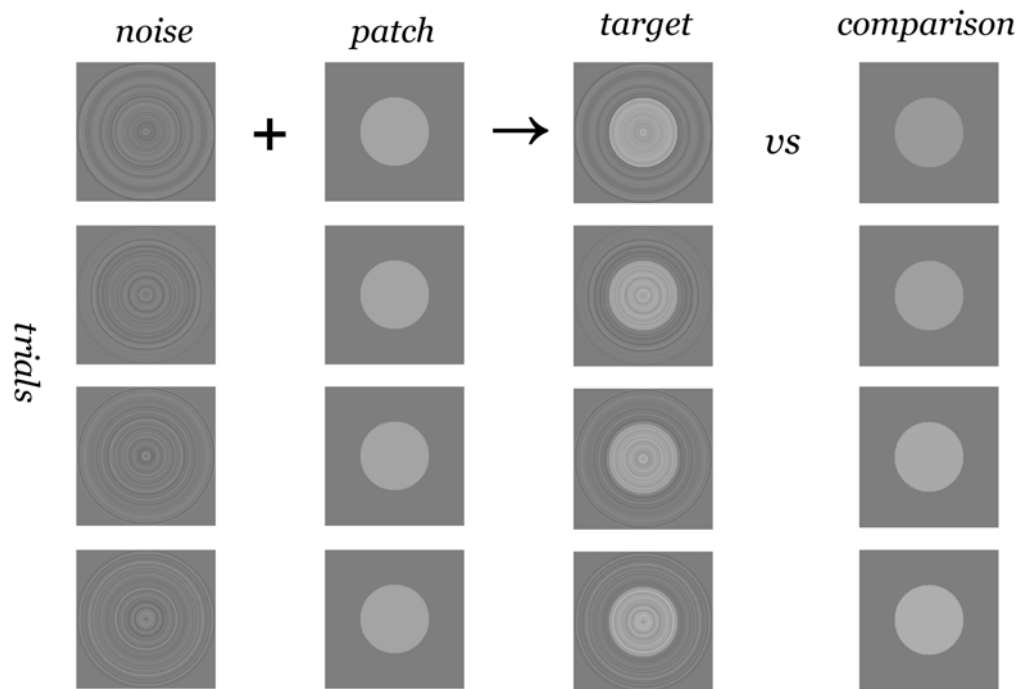 noise
patch
target
comparison
+
→
vs
trials